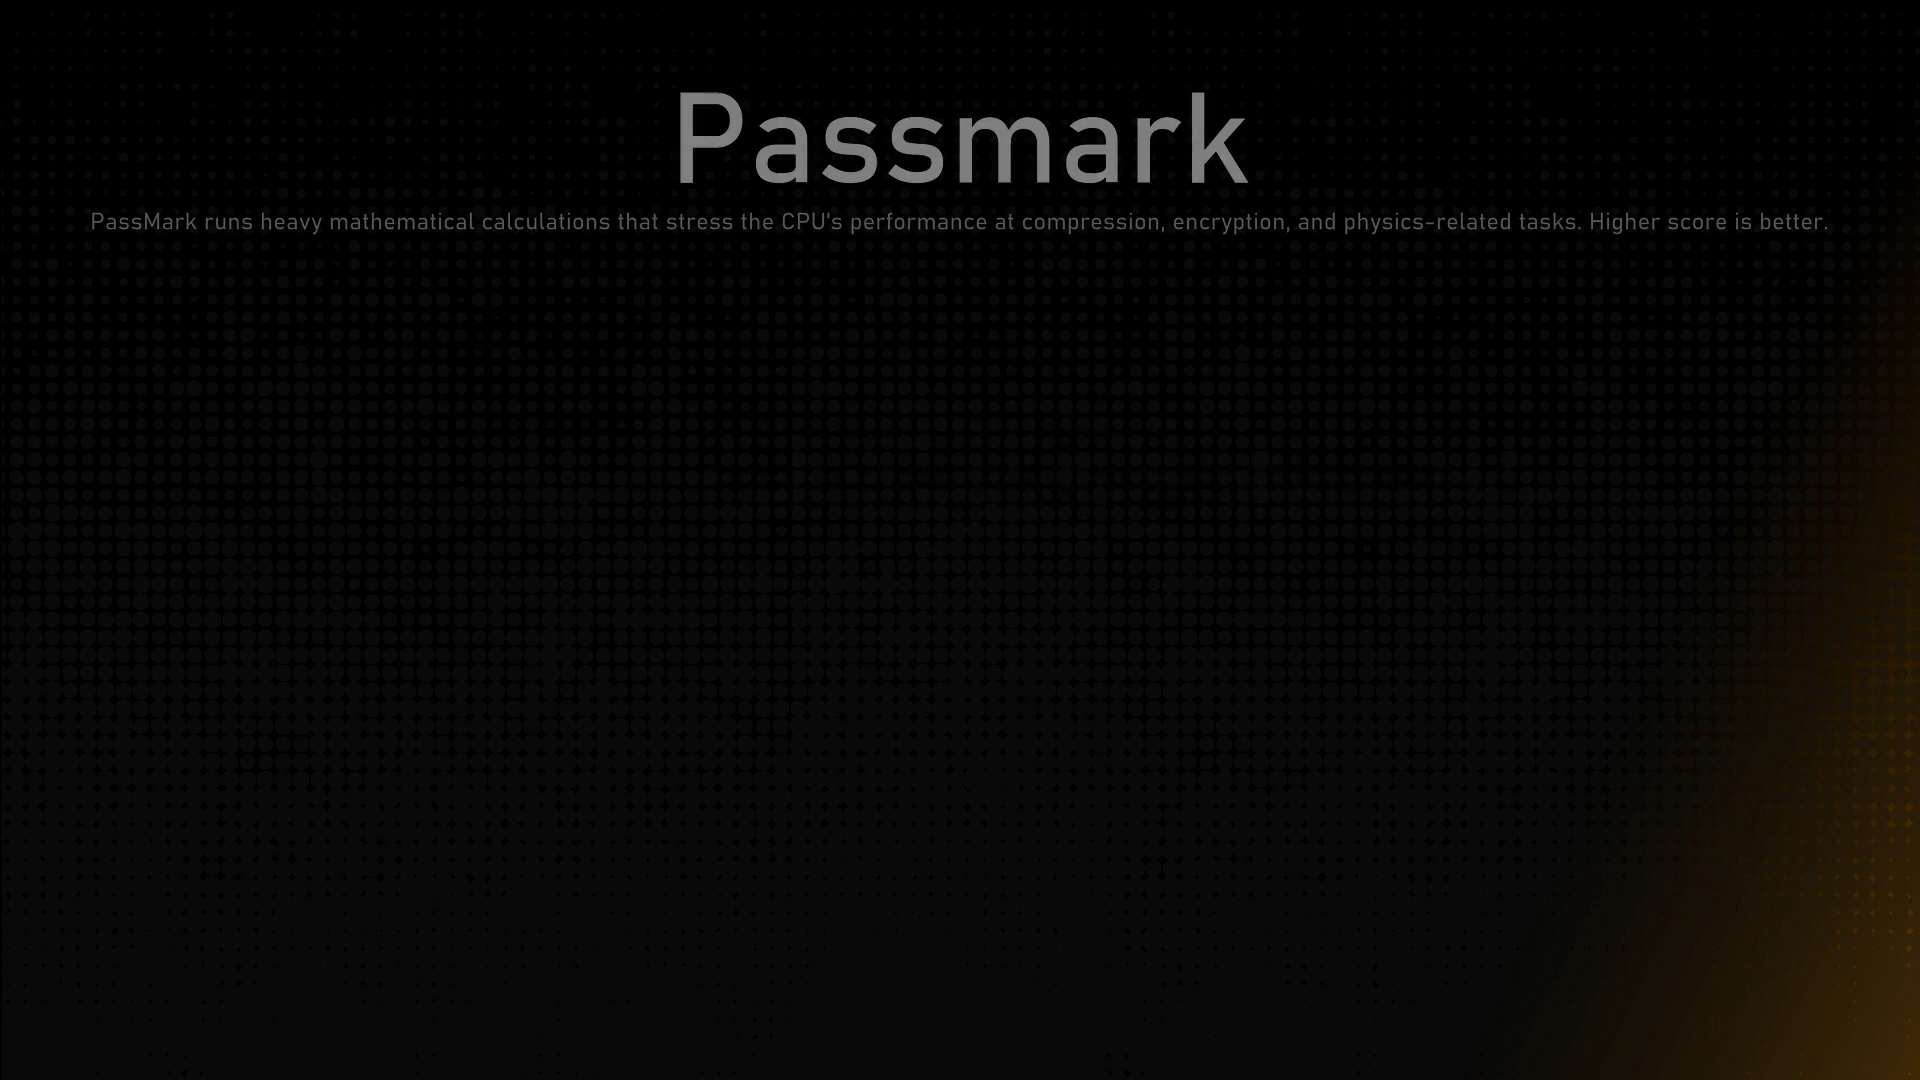 Passmark
PassMark runs heavy mathematical calculations that stress the CPU's performance at compression, encryption, and physics-related tasks. Higher score is better.